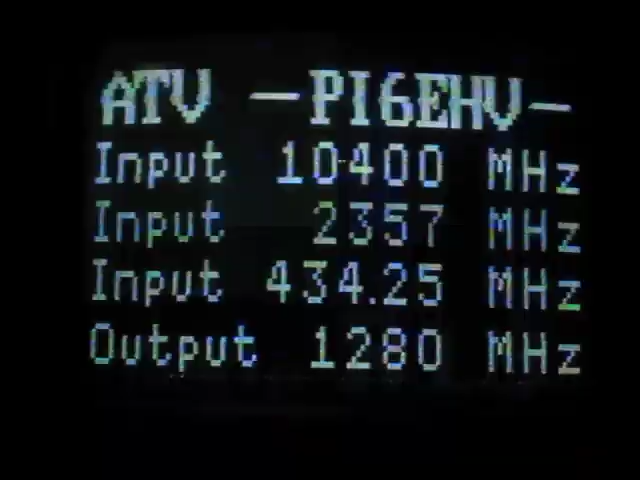 ATV -PI6EHV-
Input 10400 MHz
Input 2357 MHz
Input 434.25 MHz
Output 1280 MHz